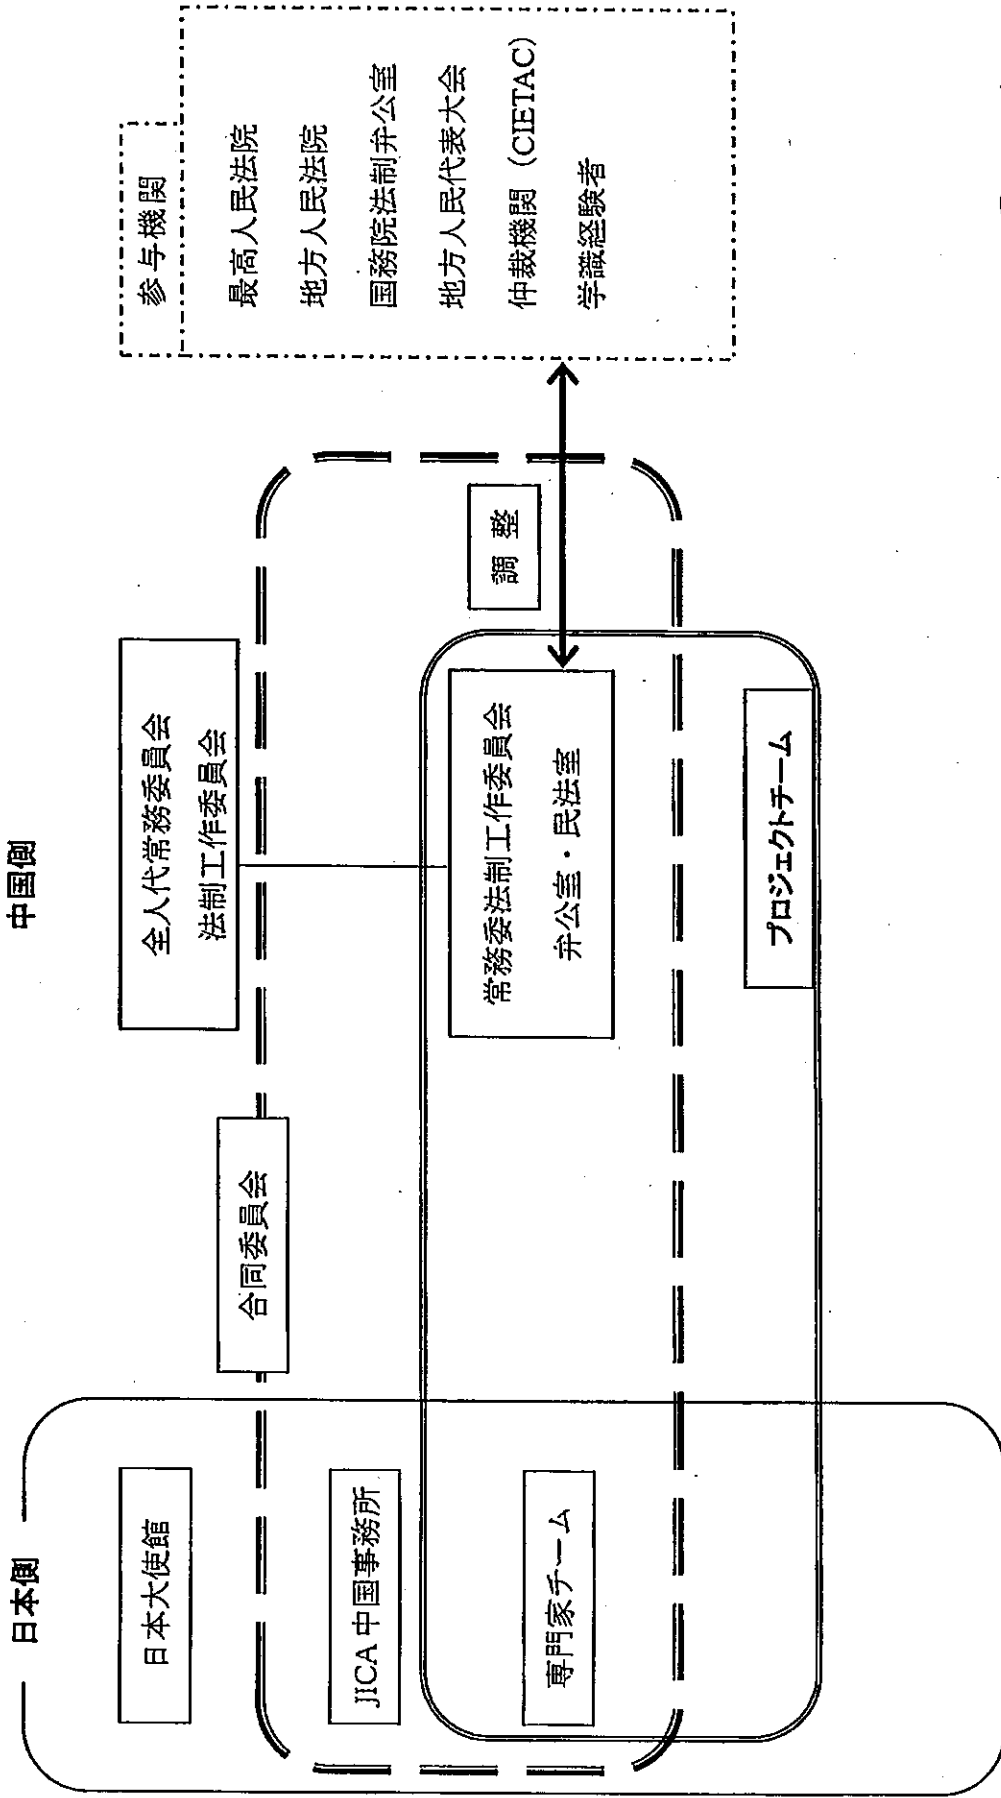 日本側
日本大使館
JICA 中国事務所
専門家チーム
合同委員会
中国側
全人代常務委員会
法制工作委員会
常務委法制工作委員会
弁公室・民法室
プロジェクトチーム
調 整
参与機関
最高人民法院
地方人民法院
国務院法制弁公室
地方人民代表大会
仲裁機関（CIETAC）
学識経験者